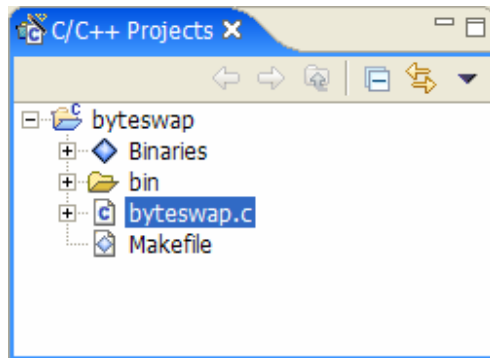 C/C++ Projects
byteswap
Binaries
bin
byteswap.c
Makefile